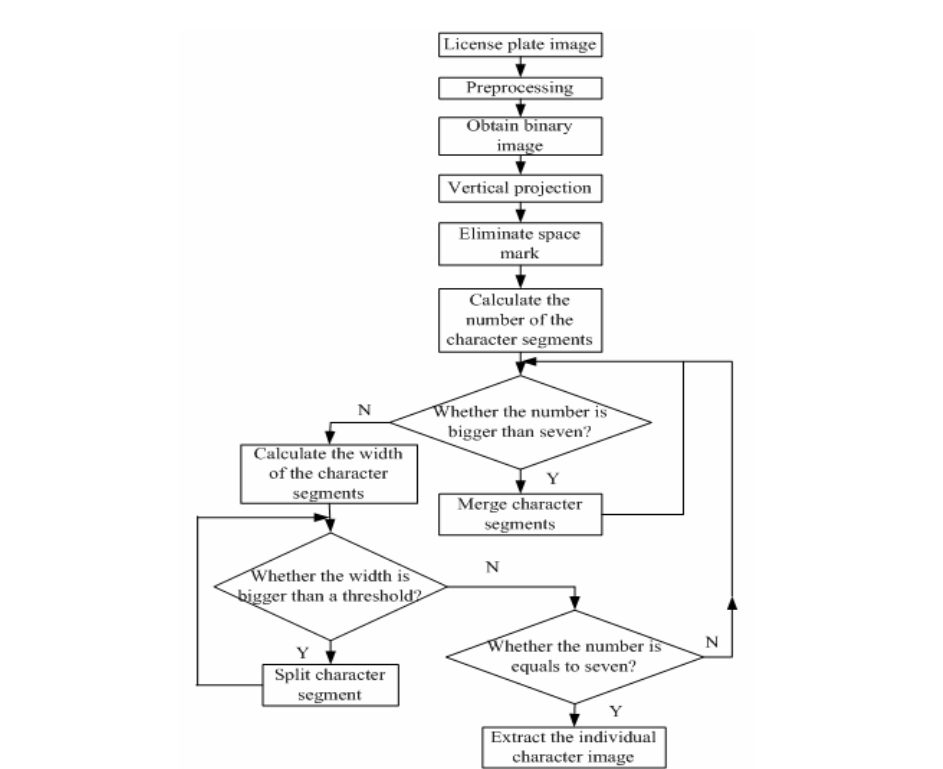 License plate image
Preprocessing
Obtain binary
image
Vertical projection
Eliminate space
mark
Calculate the
number of the
character segments
Whether the number is
bigger than seven?
N
Y
Calculate the width
of the character
segments
Merge character
segments
Whether the width is
bigger than a threshold?
N
Y
Split character
segment
Whether the number is
equals to seven?
N
Y
Extract the individual
character image